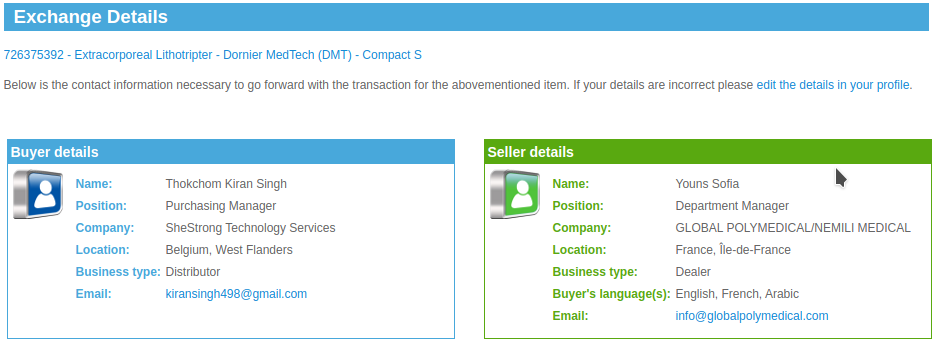 Exchange Details
726375392 - Extracorporeal Lithotripter - Dornier MedTech (DMT) - Compact S
Below is the contact information necessary to go forward with the transaction for the abovementioned item. If your details are incorrect please edit the details in your profile.
Buyer details
Name: Thokchom Kiran Singh
Position: Purchasing Manager
Company: SheStrong Technology Services
Location: Belgium, West Flanders
Business type: Distributor
Email: kiransingh498@gmail.com
Seller details
Name: Youns Sofia
Position: Department Manager
Company: GLOBAL POLYMEDICAL/NEMILI MEDICAL
Location: France, Île-de-France
Business type: Dealer
Buyer's language(s): English, French, Arabic
Email: info@globalpolymedical.com